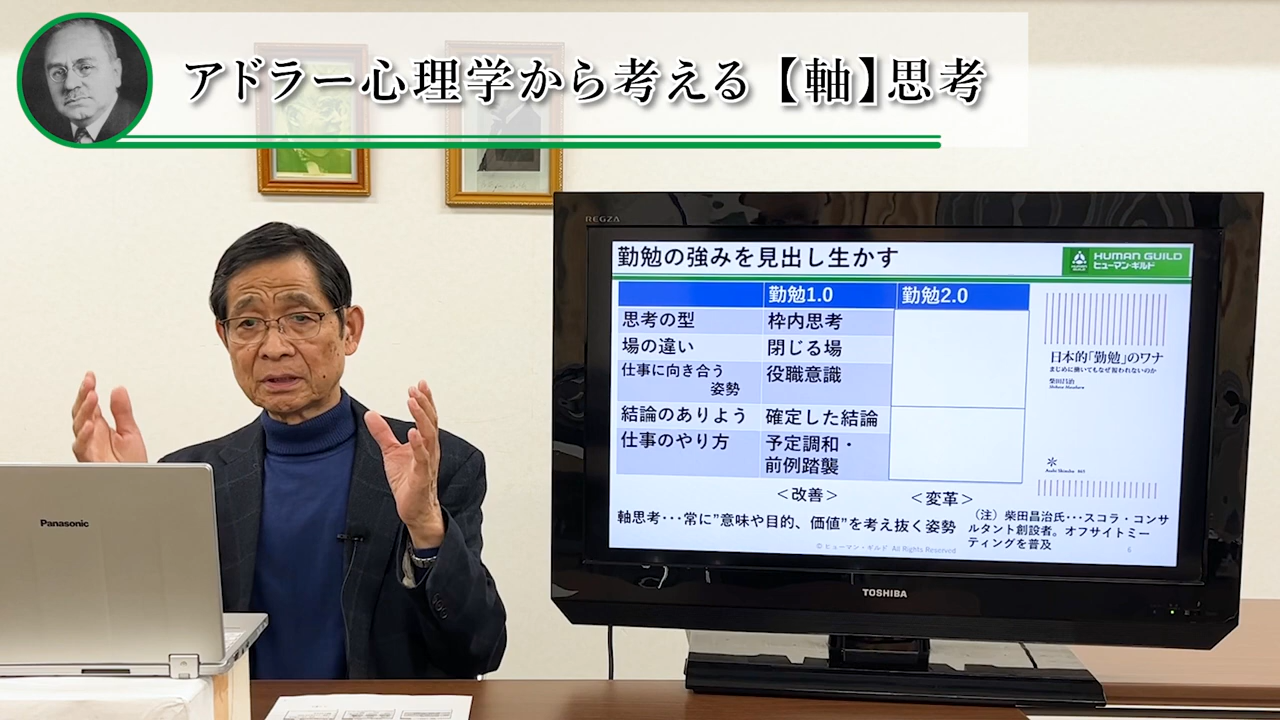 アドラー心理学から考える【軸】思考
REGZA
勤勉の強みを見出し生かす
HUMAN GUILD
ヒューマン・ギルド
勤勉1.0 勤勉2.0
思考の型 枠内思考
場の違い 閉じる場
仕事に向き合う 役職意識
姿勢
結論のありよう 確定した結論
仕事のやり方 予定調和・
前例踏襲
＜改善＞ ＜変革＞
軸思考･･･常に”意味や目的、価値”を考え抜く姿勢
日本的「勤勉」のワナ
まじめに働いてもなぜ報われないのか
柴田昌治
Shibata Masaharu
Asahi Shinsho 865
（注）柴田昌治氏･･･スコラ・コンサ
ルタント創設者。オフサイトミー
ティングを普及
© ヒューマン・ギルド All Rights Reserved
6
TOSHIBA
Panasonic